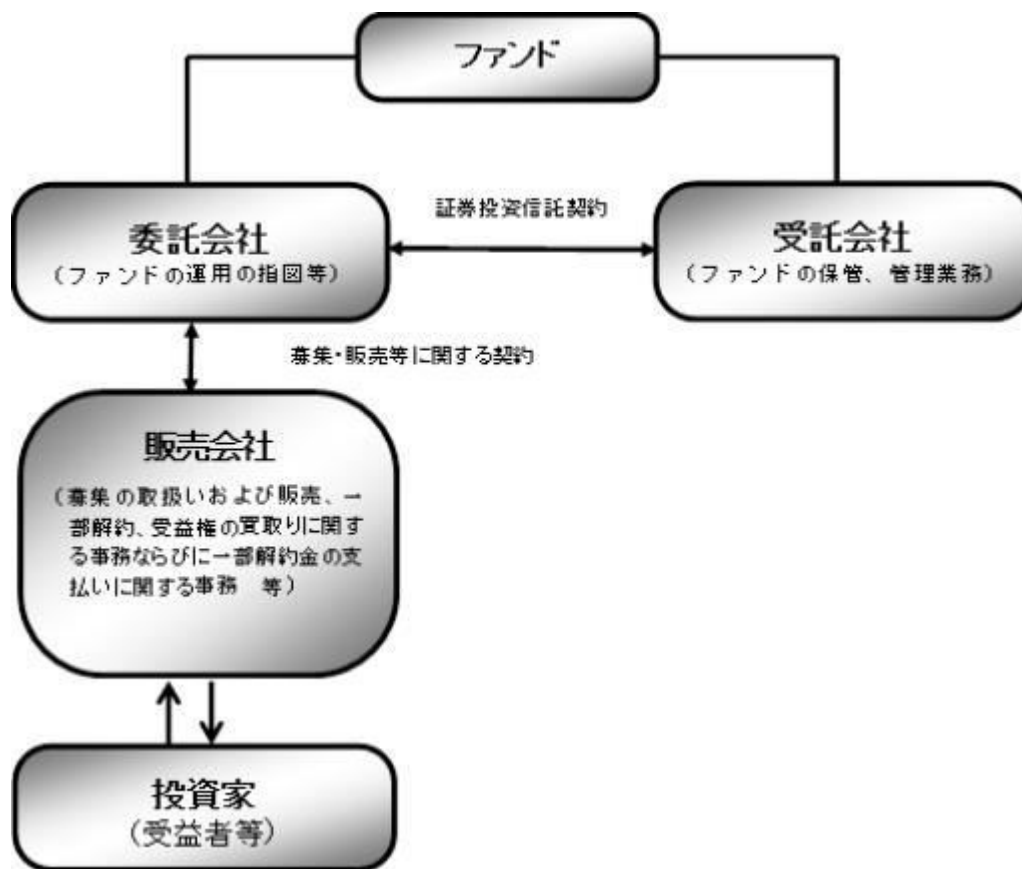 ファンド
証券投資信託契約
委託会社
(ファンドの運用の指図等)
受託会社
(ファンドの保管、管理業務)
募集・販売等に関する契約
販売会社
(募集の取扱いおよび販売、一
部解約、受益権の買取りに関す
る事務ならびに一部解約金の支
払いに関する事務 等)
投資家
(受益者等)